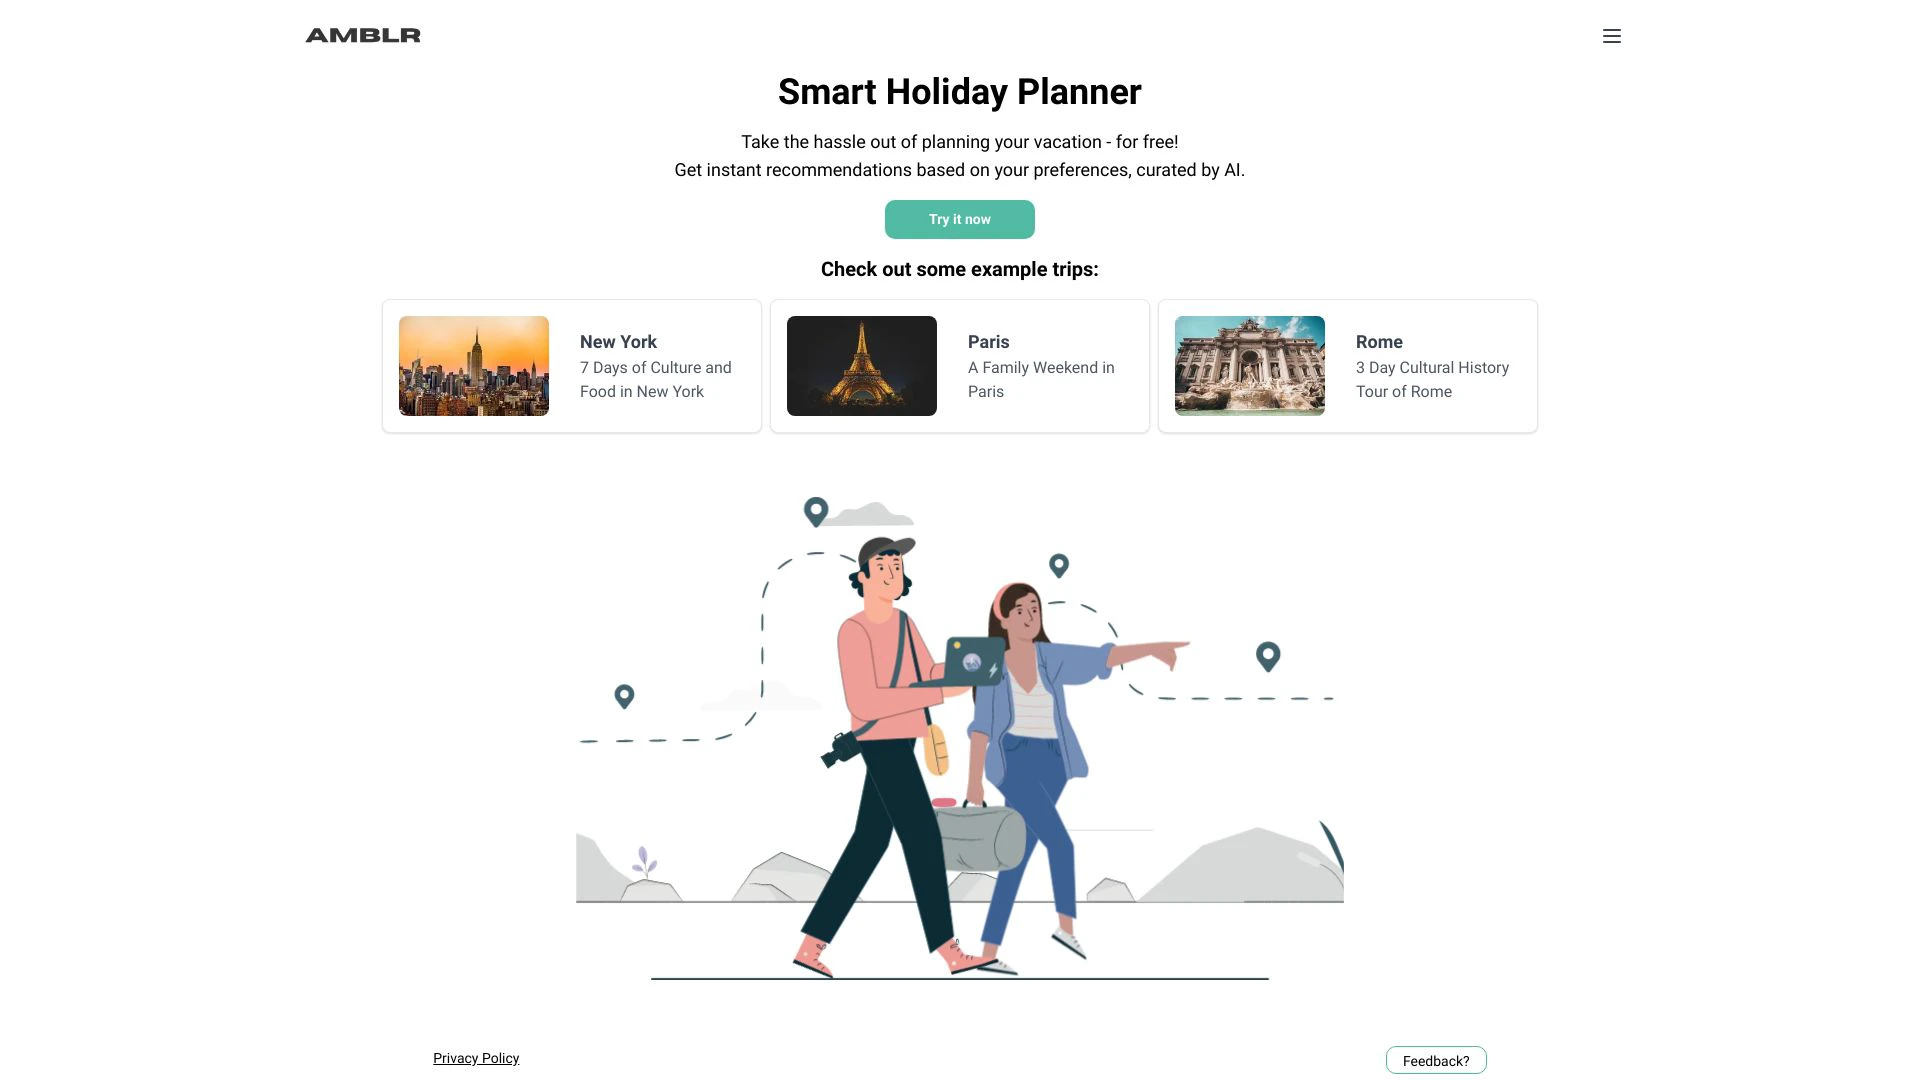 AMBLR
Smart Holiday Planner
Take the hassle out of planning your vacation - for free!
Get instant recommendations based on your preferences, curated by AI.
Try it now
Check out some example trips:
New York
7 Days of Culture and
Food in New York
Paris
A Family Weekend in
Paris
Rome
3 Day Cultural History
Tour of Rome
Privacy Policy
Feedback?